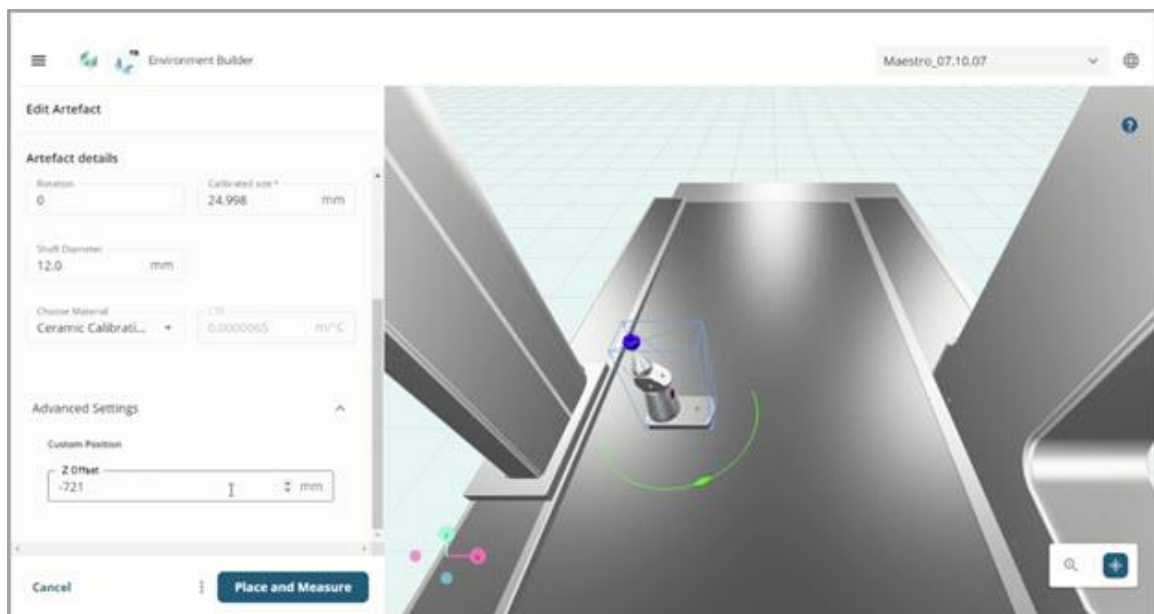 Environment Builder
Maestro_07.10.07
Edit Artefact
Artefact details
Rotation
0
Calibrated size *
24.998 mm
Shaft Diameter
12.0 mm
Choose Material
Ceramic Calibrati...
CTE
0.0000065 m/°C
Advanced Settings
Custom Position
Z Offset
-721 mm
Cancel
Place and Measure